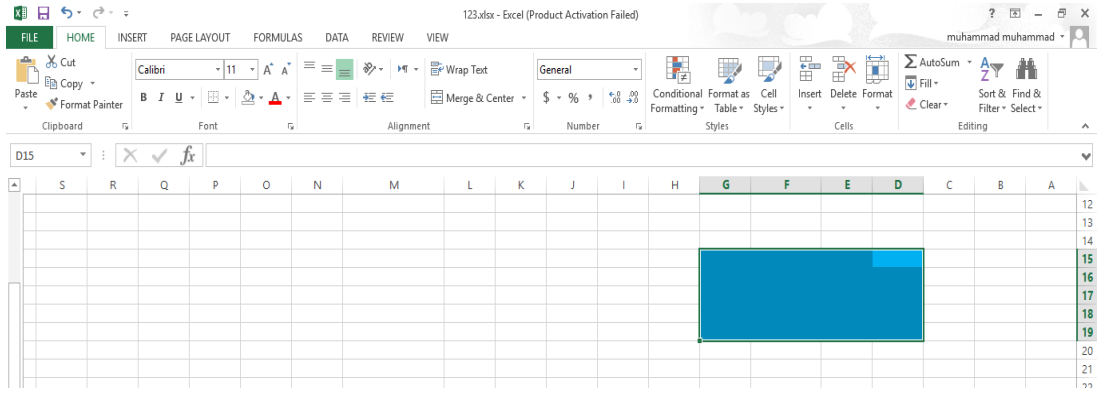 123.xlsx - Excel (Product Activation Failed)
FILE HOME INSERT PAGE LAYOUT FORMULAS DATA REVIEW VIEW muhammad muhammad
Paste Cut Copy Format Painter
Clipboard
Calibri 11
B I U
Font
Wrap Text
Merge & Center
Alignment
General
$ % ,
Number
Conditional Formatting Format as Table Cell Styles
Styles
Insert Delete Format
Cells
AutoSum Fill Clear
Sort & Filter Find & Select
Editing
D15 fx
S R Q P O N M L K J I H G F E D C B A
12
13
14
15
16
17
18
19
20
21
22